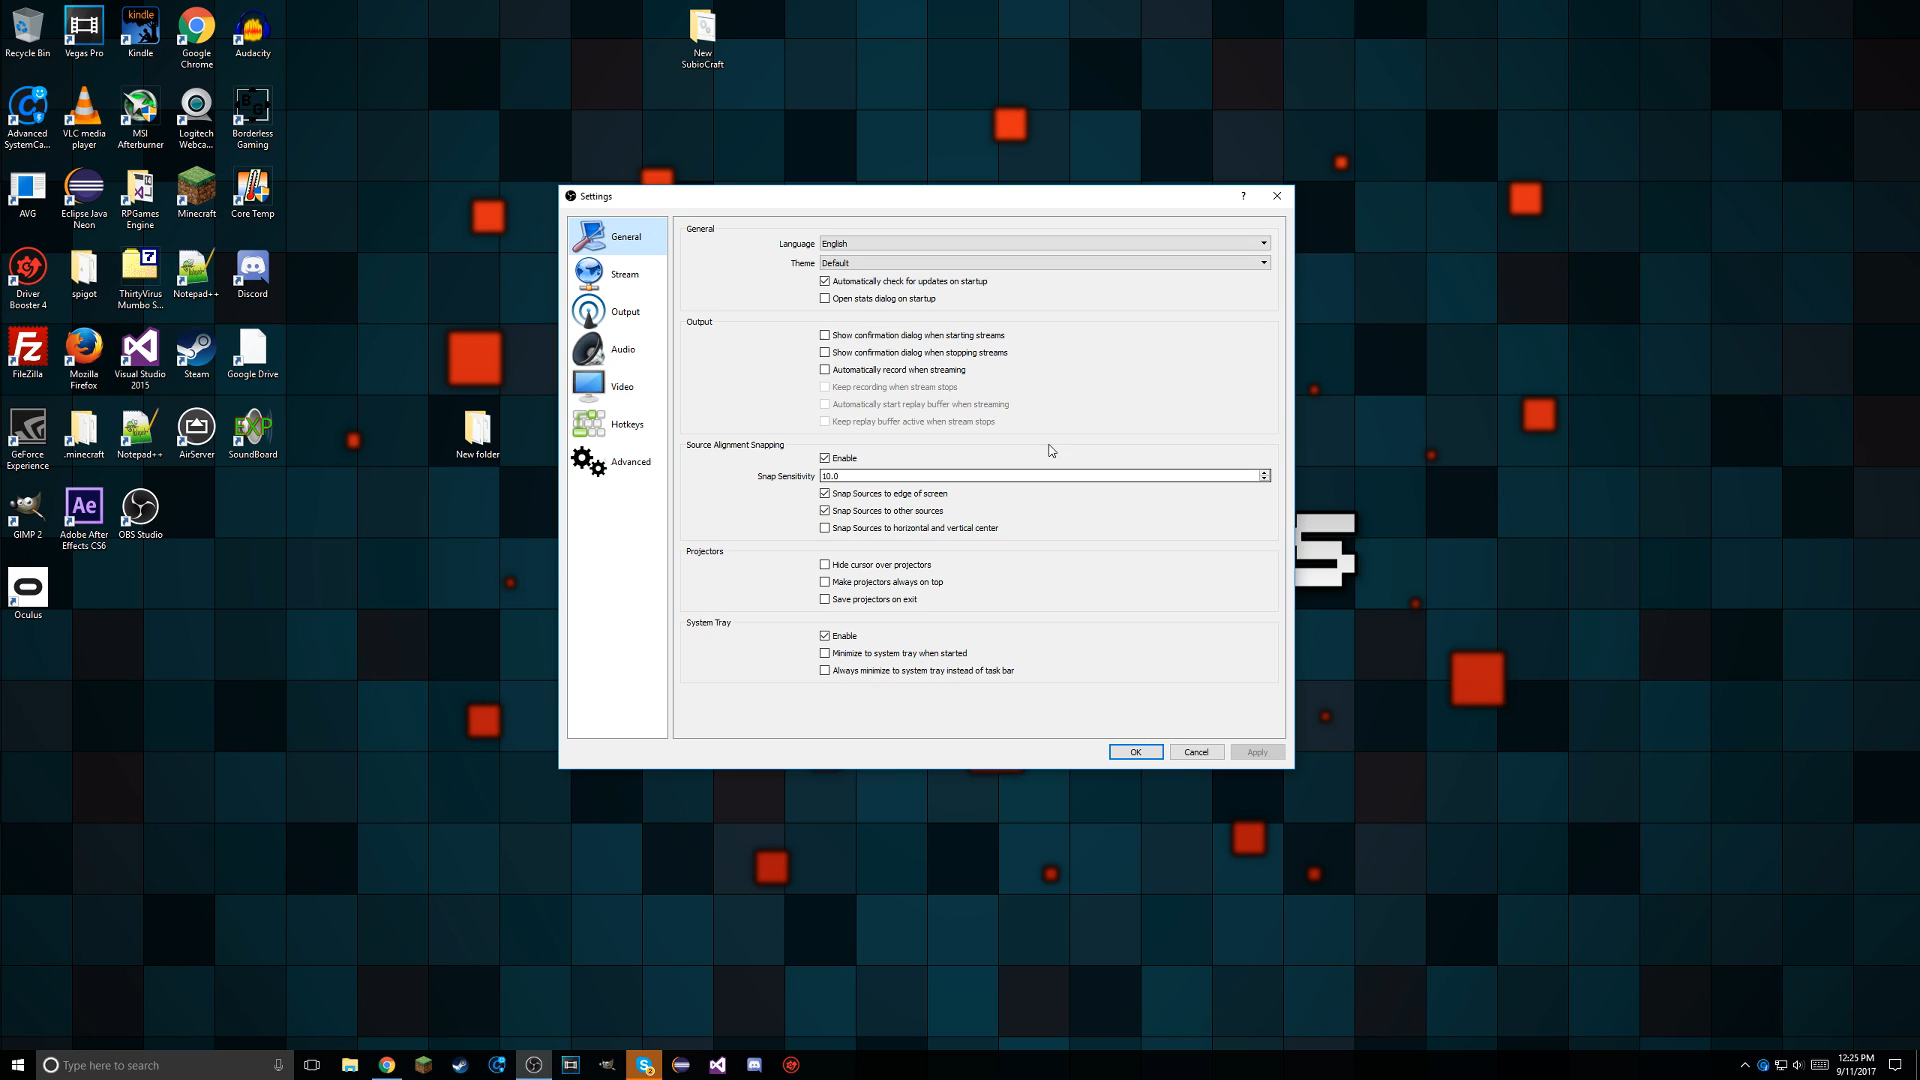 Recycle Bin
Vegas Pro
Kindle
Google
Chrome
Audacity
New
SubioCraft
Advanced
SystemCa...
VLC media
player
MSI
Afterburner
Logitech
Webca...
Borderless
Gaming
AVG
Eclipse Java
Neon
RPGames
Engine
Minecraft
Core Temp
Driver
Booster 4
spigot
ThirtyVirus
Mumbo S...
Notepad++
Discord
FileZilla
Mozilla
Firefox
Visual Studio
2015
Steam
Google Drive
GeForce
Experience
.minecraft
Notepad++
AirServer
SoundBoard
New folder
GIMP 2
Adobe After
Effects CS6
OBS Studio
Oculus
kindle
BG
7
Fz
EXP
Ae
Settings
?
General
Stream
Output
Audio
Video
Hotkeys
Advanced
General
Language English
Theme Default
Automatically check for updates on startup
Open stats dialog on startup
Output
Show confirmation dialog when starting streams
Show confirmation dialog when stopping streams
Automatically record when streaming
Keep recording when stream stops
Automatically start replay buffer when streaming
Keep replay buffer active when stream stops
Source Alignment Snapping
Enable
Snap Sensitivity 10.0
Snap Sources to edge of screen
Snap Sources to other sources
Snap Sources to horizontal and vertical center
Projectors
Hide cursor over projectors
Make projectors always on top
Save projectors on exit
System Tray
Enable
Minimize to system tray when started
Always minimize to system tray instead of task bar
OK
Cancel
Apply
S
Type here to search
12:25 PM
9/11/2017